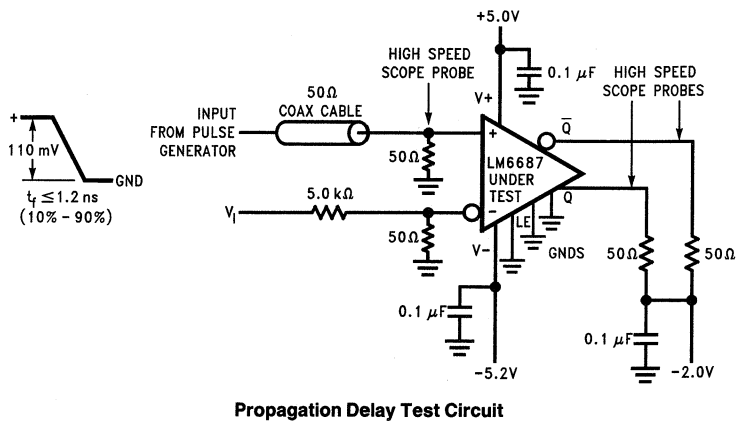 +5.0V
HIGH SPEED
SCOPE PROBE
0.1 μF
HIGH SPEED
SCOPE PROBES
50Ω
COAX CABLE
V+
INPUT
FROM PULSE
GENERATOR
+
110 mV
GND
tf ≤ 1.2 ns
(10% - 90%)
50Ω
+
Q̅
LM6687
UNDER
TEST
-
Q
LE
GNDS
VI
5.0 kΩ
50Ω
V-
50Ω
50Ω
0.1 μF
0.1 μF
-5.2V
-2.0V
Propagation Delay Test Circuit